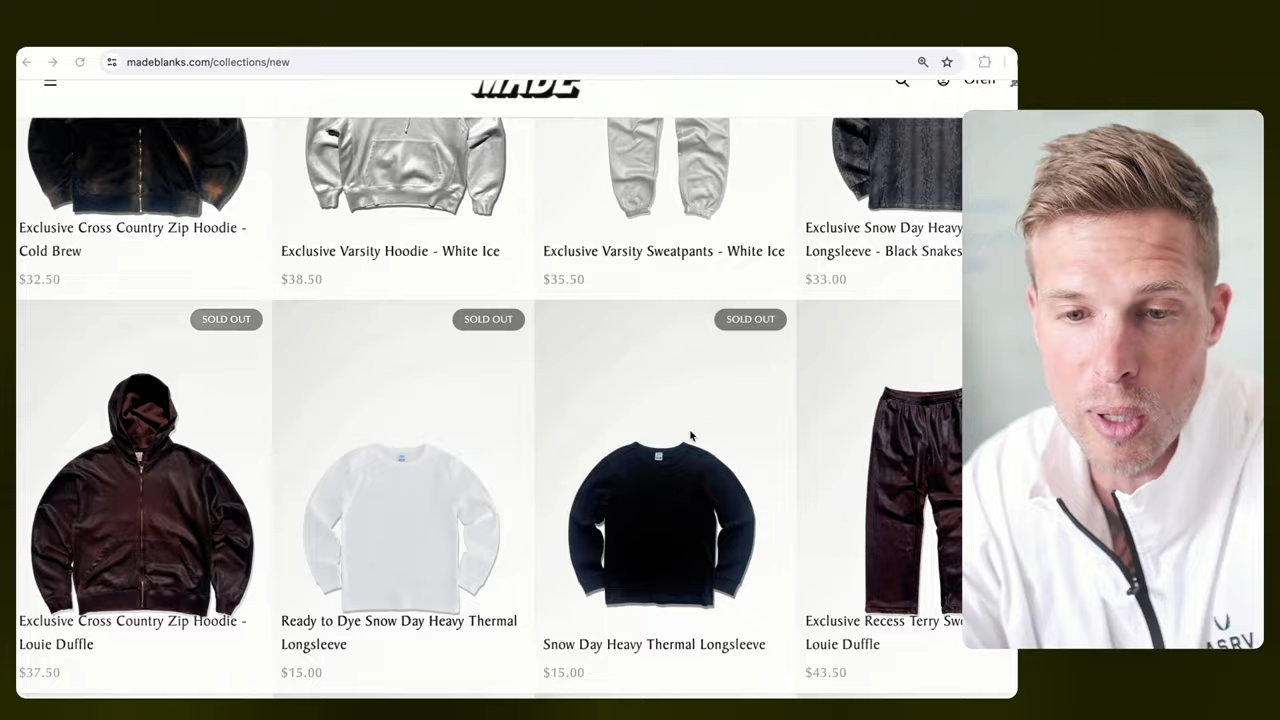 madeblanks.com/collections/new
MADE
Oren
Exclusive Cross Country Zip Hoodie -
Cold Brew
$32.50
Exclusive Varsity Hoodie - White Ice
$38.50
Exclusive Varsity Sweatpants - White Ice
$35.50
Exclusive Snow Day Heavy
Longsleeve - Black Snakes
$33.00
SOLD OUT
SOLD OUT
SOLD OUT
Exclusive Cross Country Zip Hoodie -
Louie Duffle
$37.50
Ready to Dye Snow Day Heavy Thermal
Longsleeve
$15.00
Snow Day Heavy Thermal Longsleeve
$15.00
Exclusive Recess Terry Swe
Louie Duffle
$43.50
ASRV